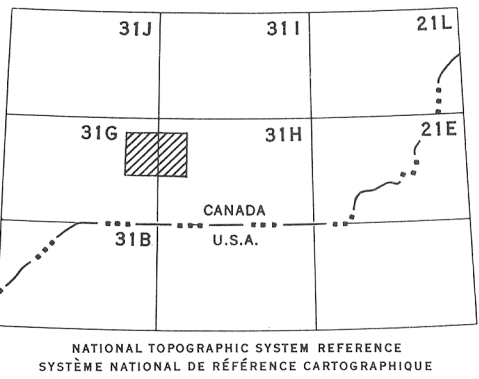 31J
31I
21L
31G
31H
21E
CANADA
31B
U.S.A.
NATIONAL TOPOGRAPHIC SYSTEM REFERENCE
SYSTÈME NATIONAL DE RÉFÉRENCE CARTOGRAPHIQUE